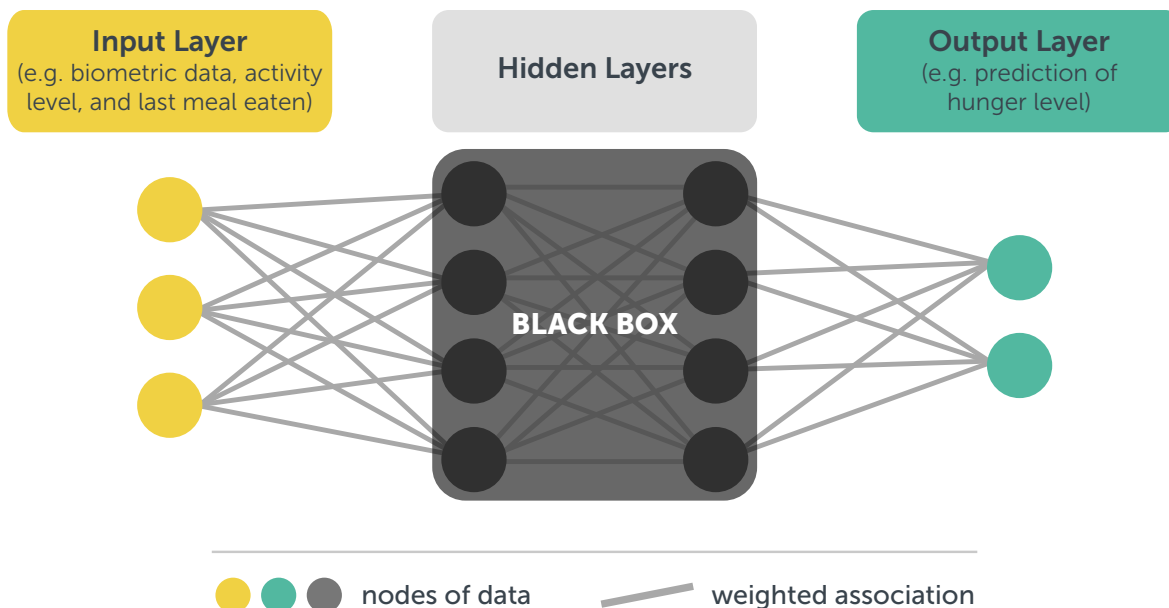 Input Layer
(e.g. biometric data, activity
level, and last meal eaten)
Hidden Layers
Output Layer
(e.g. prediction of
hunger level)
BLACK BOX
nodes of data
weighted association